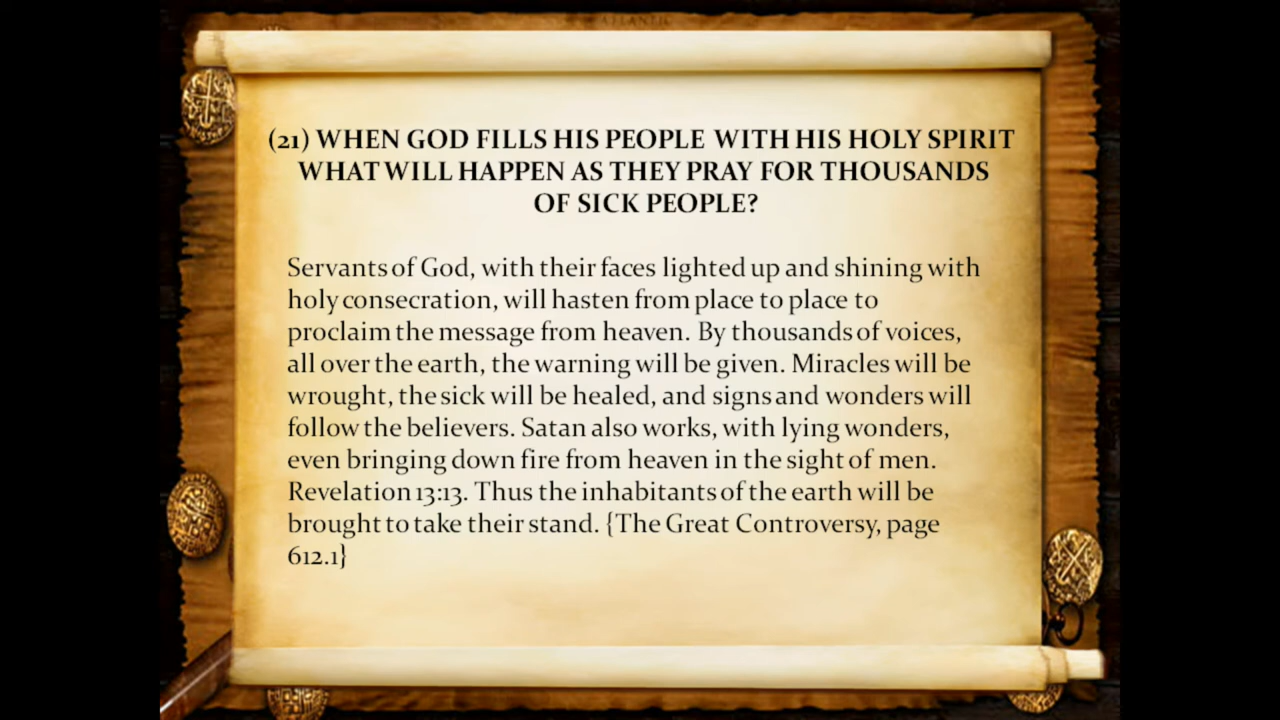 ATLANTIC
(21) WHEN GOD FILLS HIS PEOPLE WITH HIS HOLY SPIRIT
WHAT WILL HAPPEN AS THEY PRAY FOR THOUSANDS
OF SICK PEOPLE?
Servants of God, with their faces lighted up and shining with
holy consecration, will hasten from place to place to
proclaim the message from heaven. By thousands of voices,
all over the earth, the warning will be given. Miracles will be
wrought, the sick will be healed, and signs and wonders will
follow the believers. Satan also works, with lying wonders,
even bringing down fire from heaven in the sight of men.
Revelation 13:13. Thus the inhabitants of the earth will be
brought to take their stand. {The Great Controversy, page
612.1}